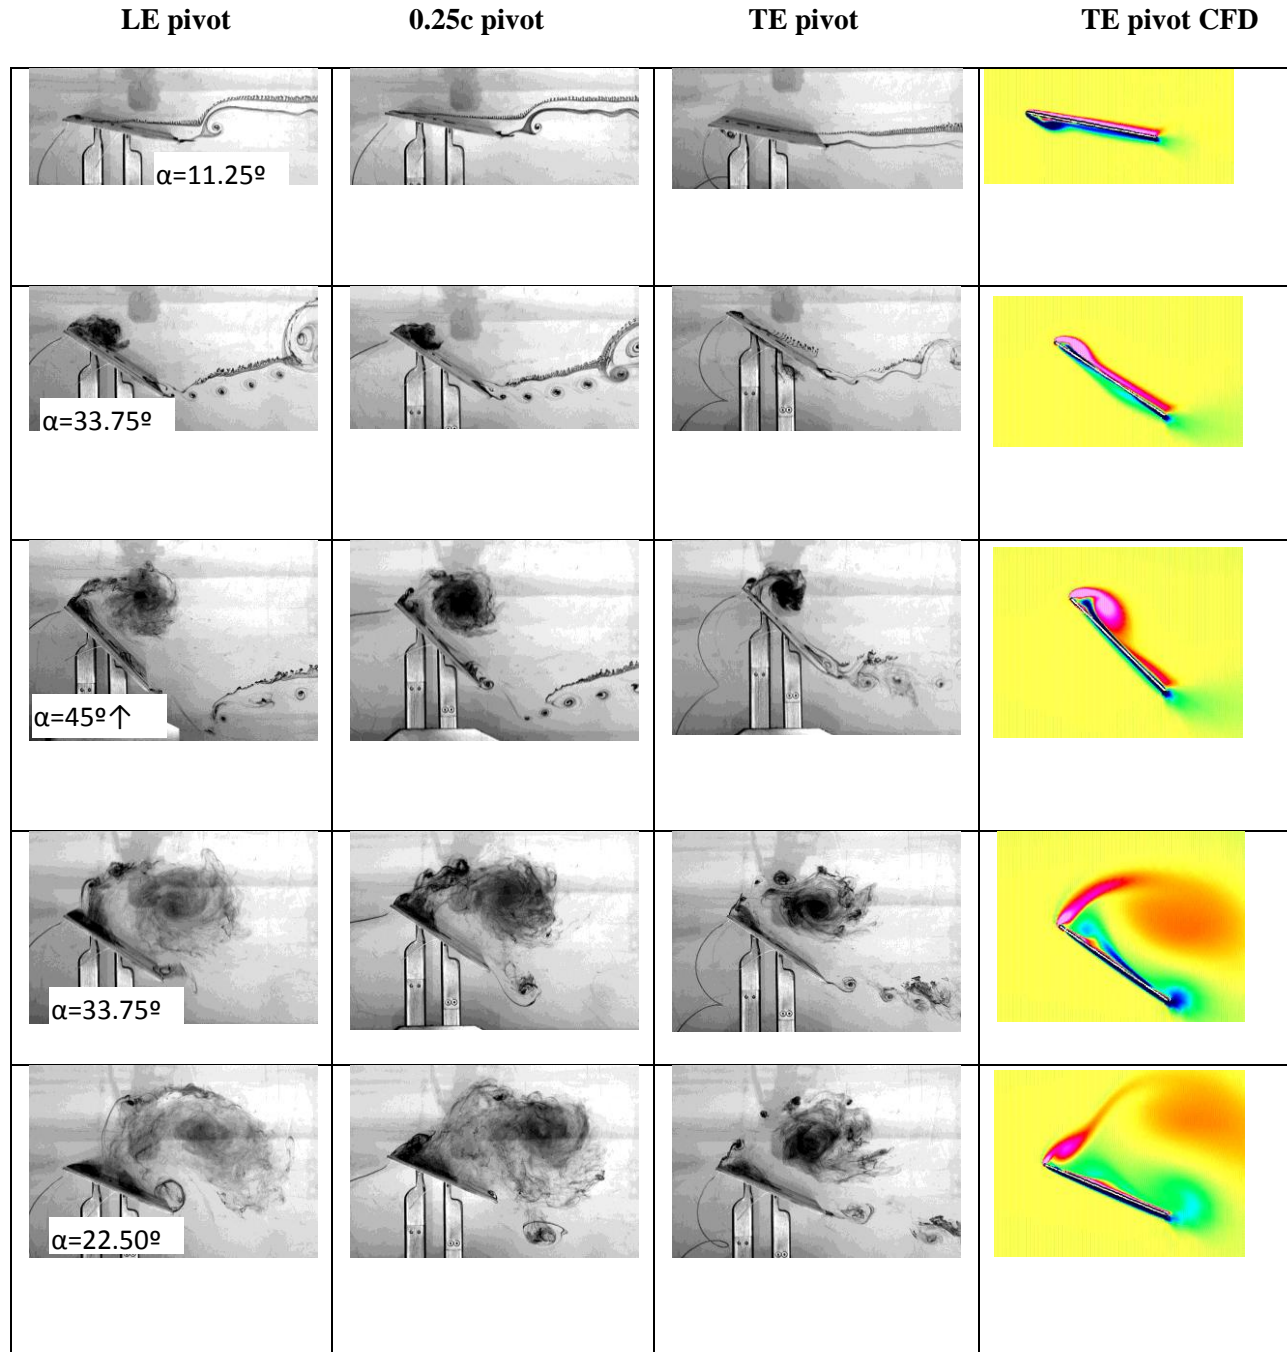 LE pivot 0.25c pivot TE pivot TE pivot CFD
α=11.25º
α=33.75º
α=45º↑
α=33.75º
α=22.50º